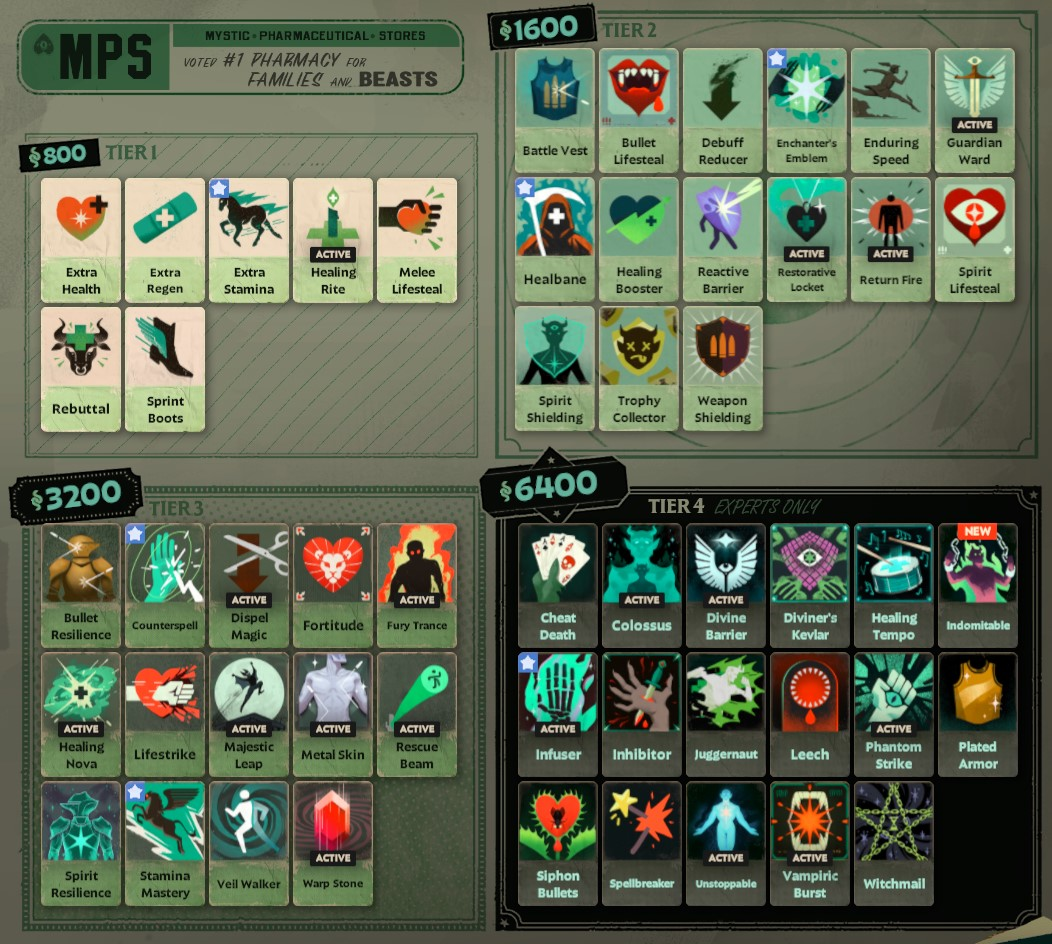 MPS
MYSTIC • PHARMACEUTICAL • STORES
VOTED #1 PHARMACY FOR
FAMILIES AND BEASTS
$800 TIER 1
Extra
Health
Extra
Regen
Extra
Stamina
ACTIVE
Healing
Rite
Melee
Lifesteal
Rebuttal
Sprint
Boots
$1600 TIER 2
Battle Vest
Bullet
Lifesteal
Debuff
Reducer
Enchanter's
Emblem
Enduring
Speed
ACTIVE
Guardian
Ward
Healbane
Healing
Booster
Reactive
Barrier
ACTIVE
Restorative
Locket
ACTIVE
Return Fire
Spirit
Lifesteal
Spirit
Shielding
Trophy
Collector
Weapon
Shielding
$3200 TIER 3
Bullet
Resilience
Counterspell
ACTIVE
Dispel
Magic
Fortitude
ACTIVE
Fury Trance
ACTIVE
Healing
Nova
Lifestrike
ACTIVE
Majestic
Leap
ACTIVE
Metal Skin
ACTIVE
Rescue
Beam
Spirit
Resilience
Stamina
Mastery
Veil Walker
ACTIVE
Warp Stone
$6400 TIER 4 EXPERTS ONLY
Cheat
Death
ACTIVE
Colossus
ACTIVE
Divine
Barrier
Diviner's
Kevlar
Healing
Tempo
NEW
Indomitable
ACTIVE
Infuser
Inhibitor
Juggernaut
Leech
ACTIVE
Phantom
Strike
Plated
Armor
Siphon
Bullets
Spellbreaker
ACTIVE
Unstoppable
ACTIVE
Vampiric
Burst
Witchmail